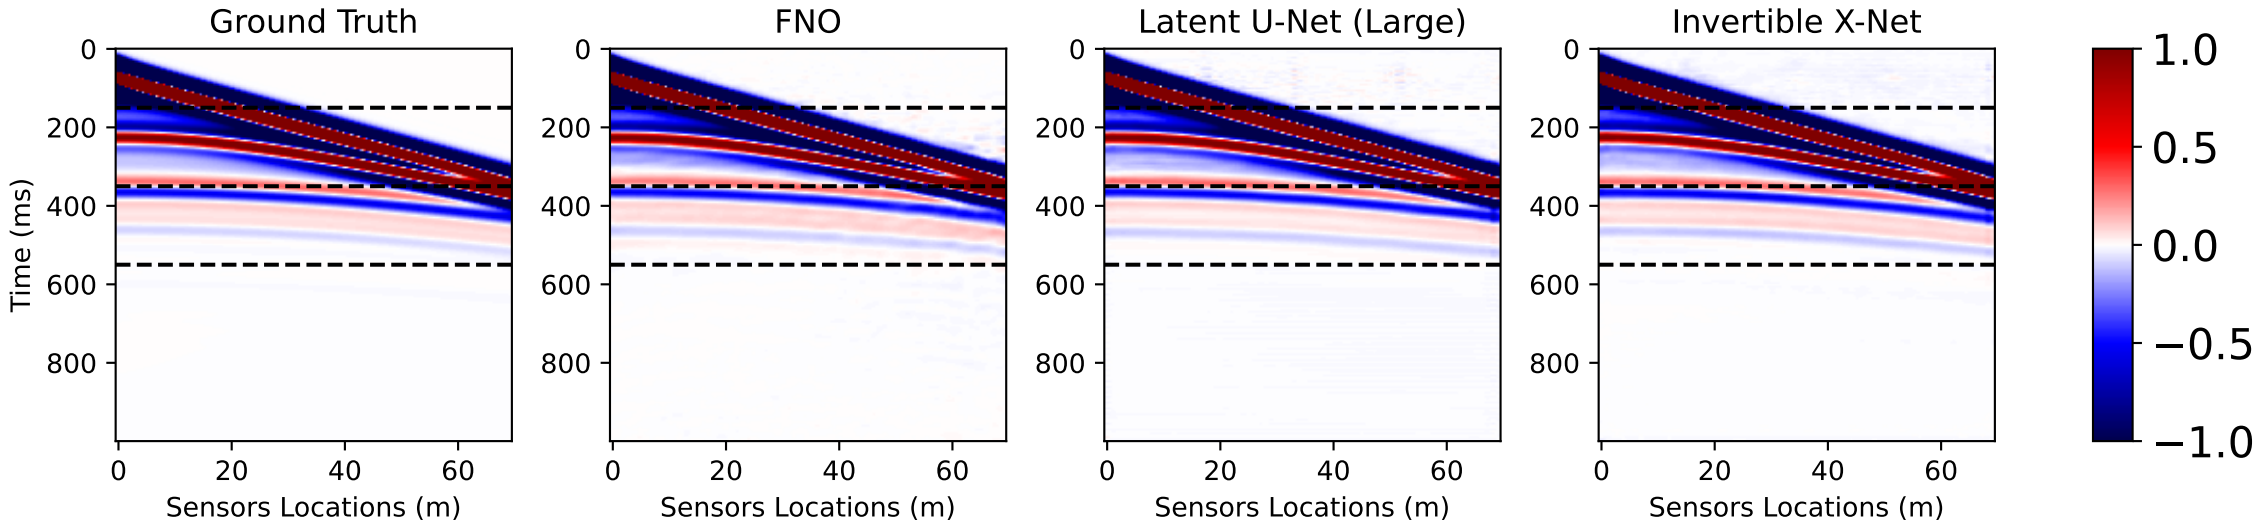 Ground Truth
FNO
Latent U-Net (Large)
Invertible X-Net
Time (ms)
0
200
400
600
800
0
200
400
600
800
0
200
400
600
800
0
200
400
600
800
0 20 40 60
0 20 40 60
0 20 40 60
0 20 40 60
Sensors Locations (m)
Sensors Locations (m)
Sensors Locations (m)
Sensors Locations (m)
1.0
0.5
0.0
−0.5
−1.0